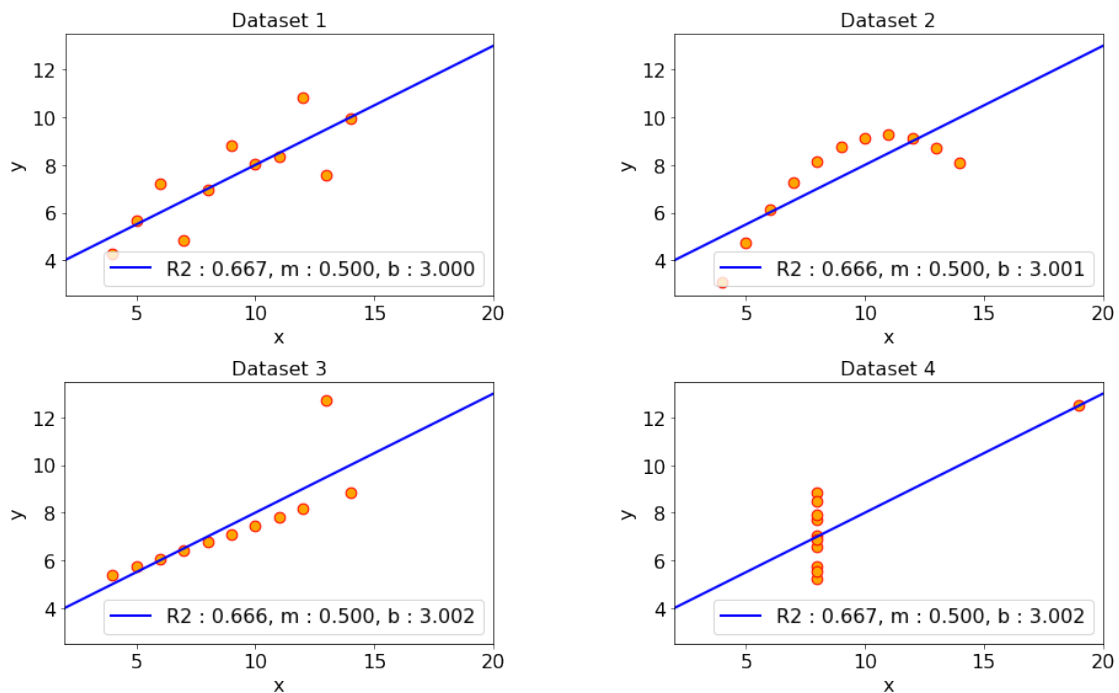 Dataset 1
12
10
8
6
4
y
R2 : 0.667, m : 0.500, b : 3.000
5 10 15 20
x
Dataset 2
12
10
8
6
4
y
R2 : 0.666, m : 0.500, b : 3.001
5 10 15 20
x
Dataset 3
12
10
8
6
4
y
R2 : 0.666, m : 0.500, b : 3.002
5 10 15 20
x
Dataset 4
12
10
8
6
4
y
R2 : 0.667, m : 0.500, b : 3.002
5 10 15 20
x